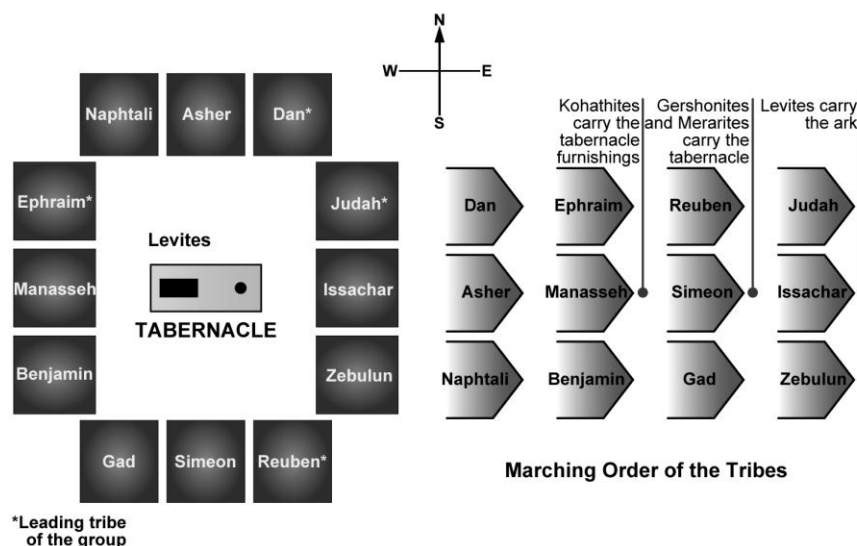 N
W
E
S
Naphtali
Asher
Dan*
Ephraim*
Judah*
Levites
Manasseh
Issachar
TABERNACLE
Benjamin
Zebulun
Gad
Simeon
Reuben*
*Leading tribe
of the group
Kohathites
carry the
tabernacle
furnishings
Gershonites
and Merarites
carry the
tabernacle
Levites carry
the ark
Dan
Ephraim
Reuben
Judah
Asher
Manasseh
Simeon
Issachar
Naphtali
Benjamin
Gad
Zebulun
Marching Order of the Tribes